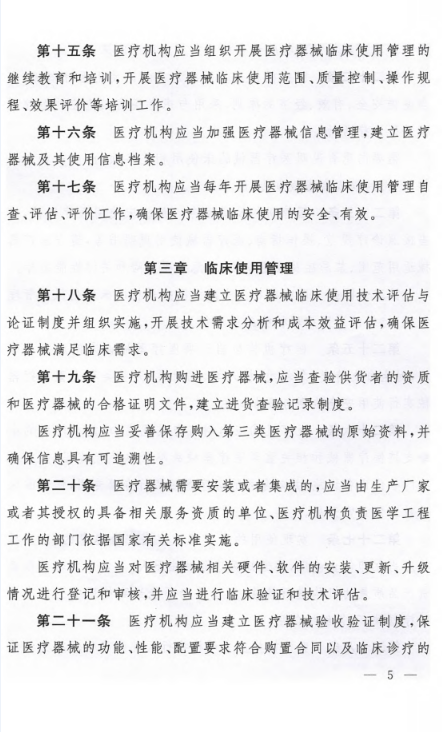 第十五条　医疗机构应当组织开展医疗器械临床使用管理的
继续教育和培训,开展医疗器械临床使用范围、质量控制、操作规
程、效果评价等培训工作。
第十六条　医疗机构应当加强医疗器械信息管理,建立医疗
器械及其使用信息档案。
第十七条　医疗机构应当每年开展医疗器械临床使用管理自
查、评估、评价工作,确保医疗器械临床使用的安全、有效。
第三章　临床使用管理
第十八条　医疗机构应当建立医疗器械临床使用技术评估与
论证制度并组织实施,开展技术需求分析和成本效益评估,确保医
疗器械满足临床需求。
第十九条　医疗机构购进医疗器械,应当查验供货者的资质
和医疗器械的合格证明文件,建立进货查验记录制度。
医疗机构应当妥善保存购入第三类医疗器械的原始资料,并
确保信息具有可追溯性。
第二十条　医疗器械需要安装或者集成的,应当由生产厂家
或者其授权的具备相关服务资质的单位、医疗机构负责医学工程
工作的部门依据国家有关标准实施。
医疗机构应当对医疗器械相关硬件、软件的安装、更新、升级
情况进行登记和审核,并应当进行临床验证和技术评估。
第二十一条　医疗机构应当建立医疗器械验收验证制度,保
证医疗器械的功能、性能、配置要求符合购置合同以及临床诊疗的
— 5 —